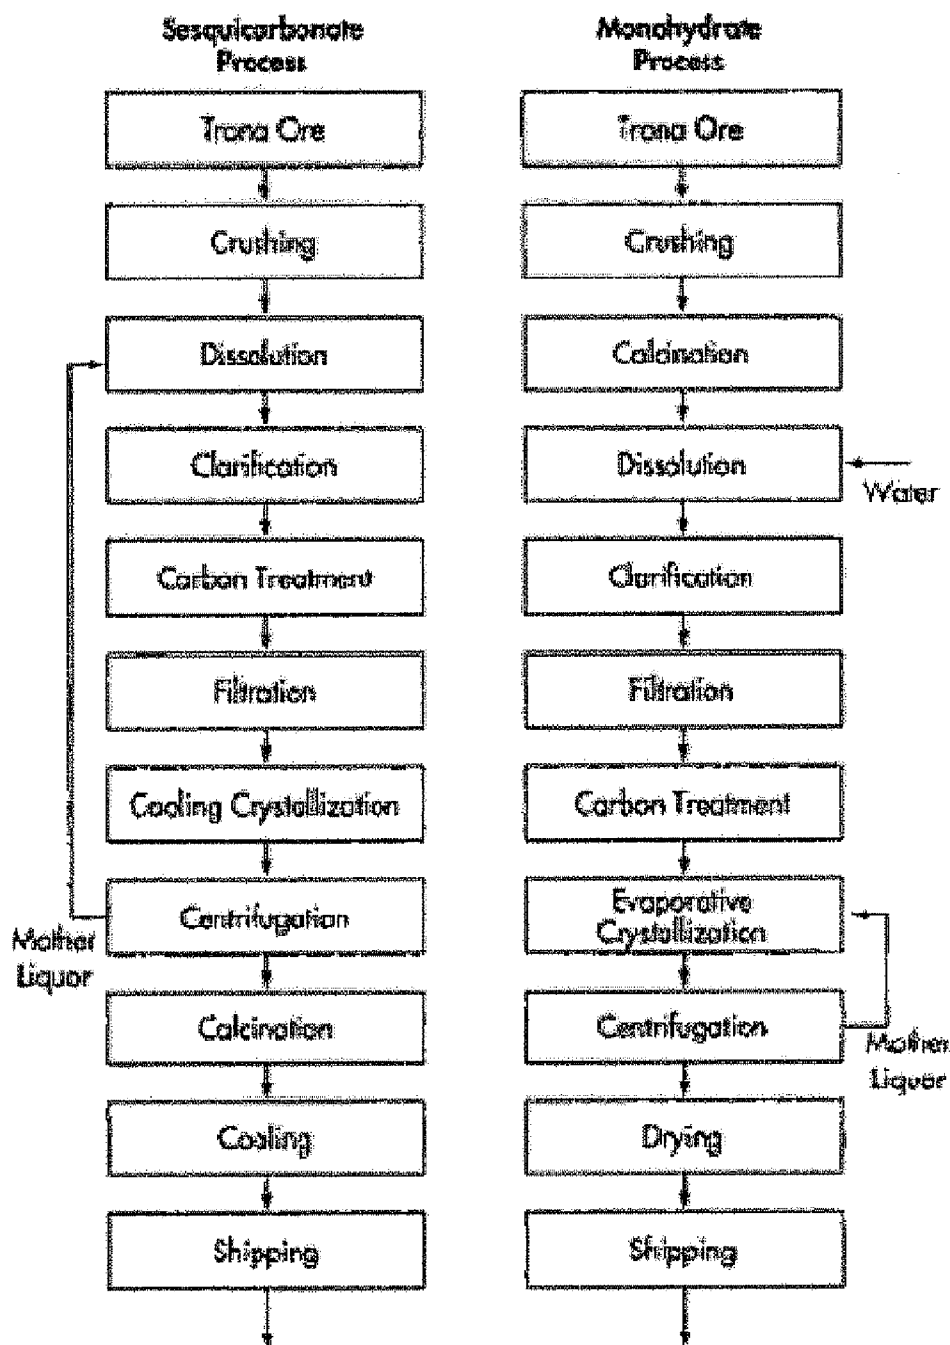 Sesquicarbonate
Process
Trona Ore
Crushing
Dissolution
Clarification
Carbon Treatment
Filtration
Cooling Crystallization
Centrifugation
Mother
Liquor
Calcination
Cooling
Shipping
Monohydrate
Process
Trona Ore
Crushing
Calcination
Dissolution
Water
Clarification
Filtration
Carbon Treatment
Evaporative
Crystallization
Centrifugation
Mother
Liquor
Drying
Shipping